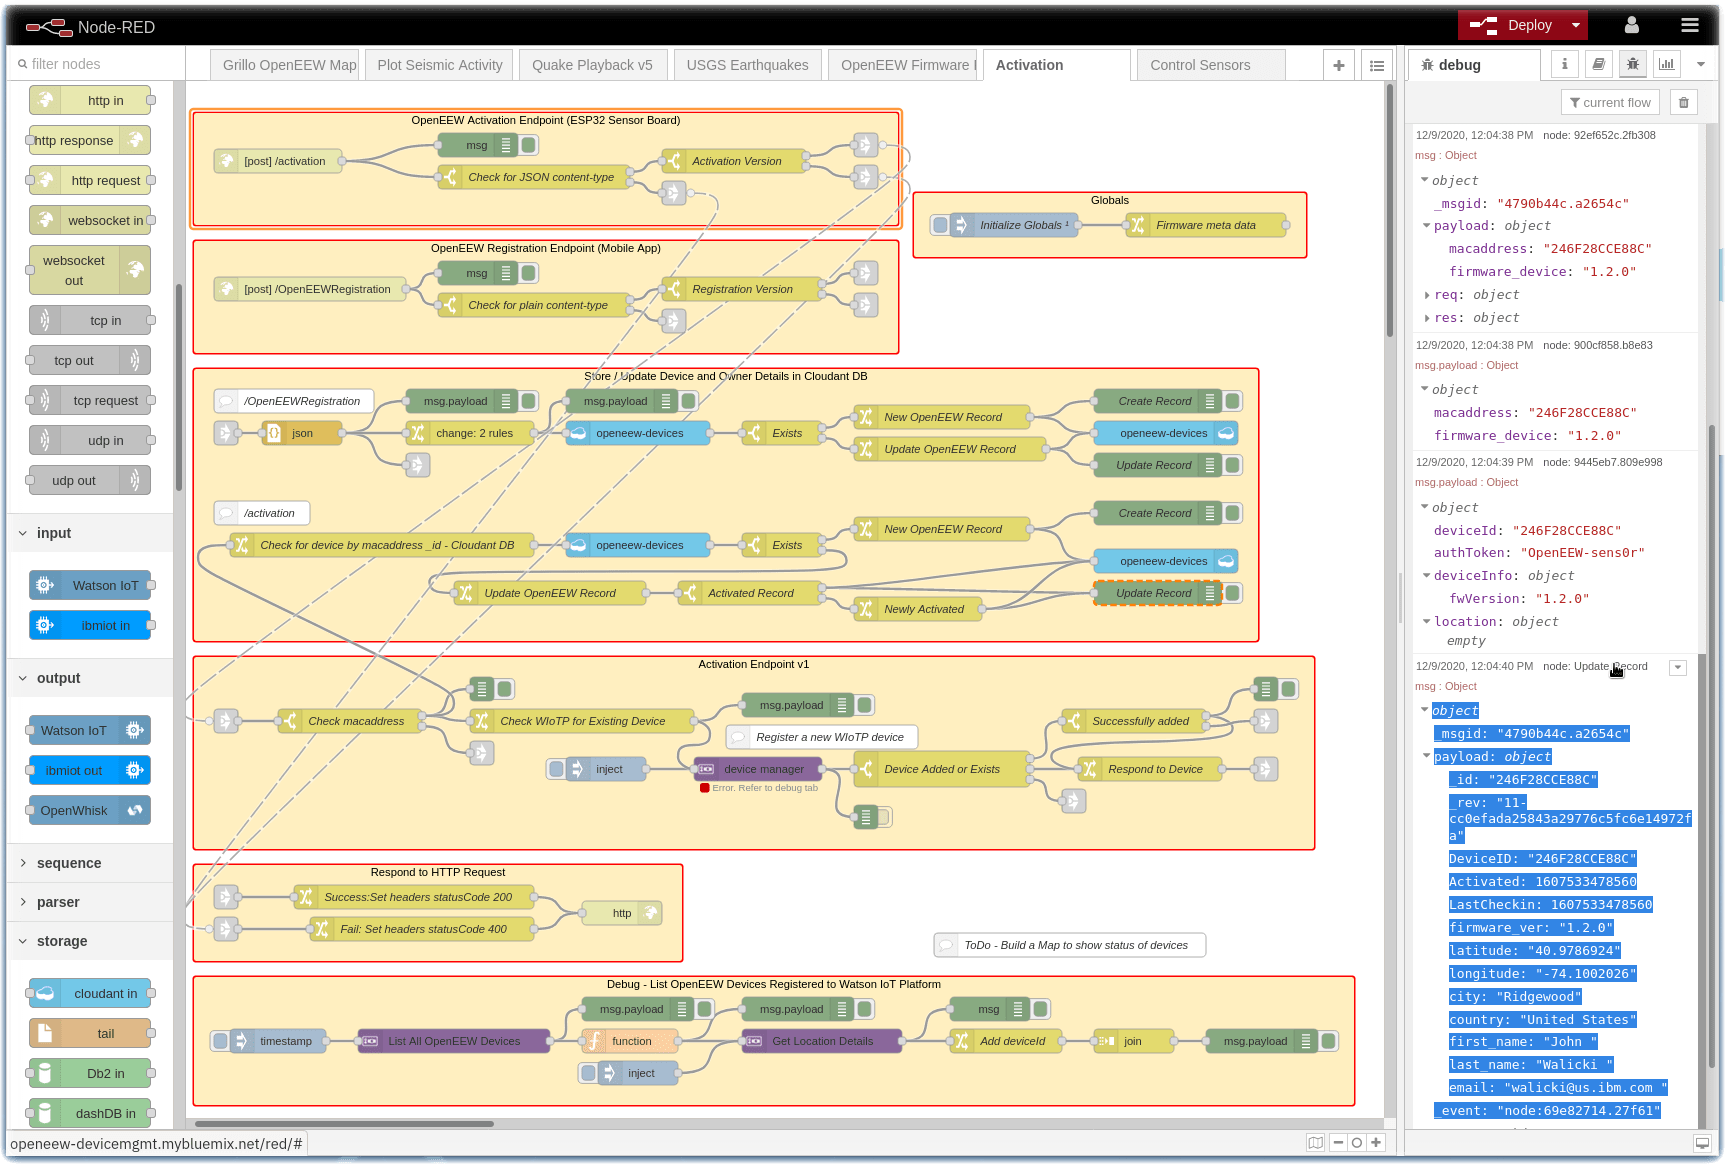 Node-RED
Deploy
filter nodes
Grillo OpenEEW Map
Plot Seismic Activity
Quake Playback v5
USGS Earthquakes
OpenEEW Firmware
Activation
Control Sensors
debug
current flow
http in
http response
http request
websocket in
websocket
out
tcp in
tcp out
tcp request
udp in
udp out
input
Watson IoT
ibmiot in
output
Watson IoT
ibmiot out
OpenWhisk
sequence
parser
storage
cloudant in
tail
Db2 in
dashDB in
openeew-devicemgmt.mybluemix.net/red/#
OpenEEW Activation Endpoint (ESP32 Sensor Board)
[post] /activation
msg
Check for JSON content-type
Activation Version
Globals
Initialize Globals ¹
Firmware meta data
OpenEEW Registration Endpoint (Mobile App)
[post] /OpenEEWRegistration
msg
Check for plain content-type
Registration Version
Store / Update Device and Owner Details in Cloudant DB
/OpenEEWRegistration
msg.payload
msg.payload
Create Record
json
change: 2 rules
openeew-devices
Exists
New OpenEEW Record
Update OpenEEW Record
openeew-devices
Update Record
/activation
Check for device by macaddress _id - Cloudant DB
openeew-devices
Exists
New OpenEEW Record
Create Record
openeew-devices
Update OpenEEW Record
Activated Record
Newly Activated
Update Record
Activation Endpoint v1
Check macaddress
Check WIoTP for Existing Device
msg.payload
Register a new WIoTP device
Successfully added
inject
device manager
Error. Refer to debug tab
Device Added or Exists
Respond to Device
Respond to HTTP Request
Success:Set headers statusCode 200
Fail: Set headers statusCode 400
http
ToDo - Build a Map to show status of devices
Debug - List OpenEEW Devices Registered to Watson IoT Platform
msg.payload
msg.payload
msg
timestamp
List All OpenEEW Devices
function
Get Location Details
Add deviceId
join
msg.payload
inject
12/9/2020, 12:04:38 PM node: 92ef652c.2fb308
msg : Object
object
_msgid: "4790b44c.a2654c"
payload: object
macaddress: "246F28CCE88C"
firmware_device: "1.2.0"
req: object
res: object
12/9/2020, 12:04:38 PM node: 900cf858.b8e83
msg.payload : Object
object
macaddress: "246F28CCE88C"
firmware_device: "1.2.0"
12/9/2020, 12:04:39 PM node: 9445eb7.809e998
msg.payload : Object
object
deviceId: "246F28CCE88C"
authToken: "OpenEEW-sens0r"
deviceInfo: object
fwVersion: "1.2.0"
location: object
empty
12/9/2020, 12:04:40 PM node: Update Record
msg : Object
object
_msgid: "4790b44c.a2654c"
payload: object
_id: "246F28CCE88C"
_rev: "11-
cc0efada25843a29776c5fc6e14972f
a"
DeviceID: "246F28CCE88C"
Activated: 1607533478560
LastCheckin: 1607533478560
firmware_ver: "1.2.0"
latitude: "40.9786924"
longitude: "-74.1002026"
city: "Ridgewood"
country: "United States"
first_name: "John "
last_name: "Walicki "
email: "walicki@us.ibm.com "
_event: "node:69e82714.27f61"